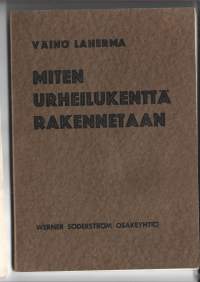 VÄINÖ LAHERMA
MITEN
URHEILUKENTTÄ
RAKENNETAAN
WERNER SÖDERSTRÖM OSAKEYHTIÖ